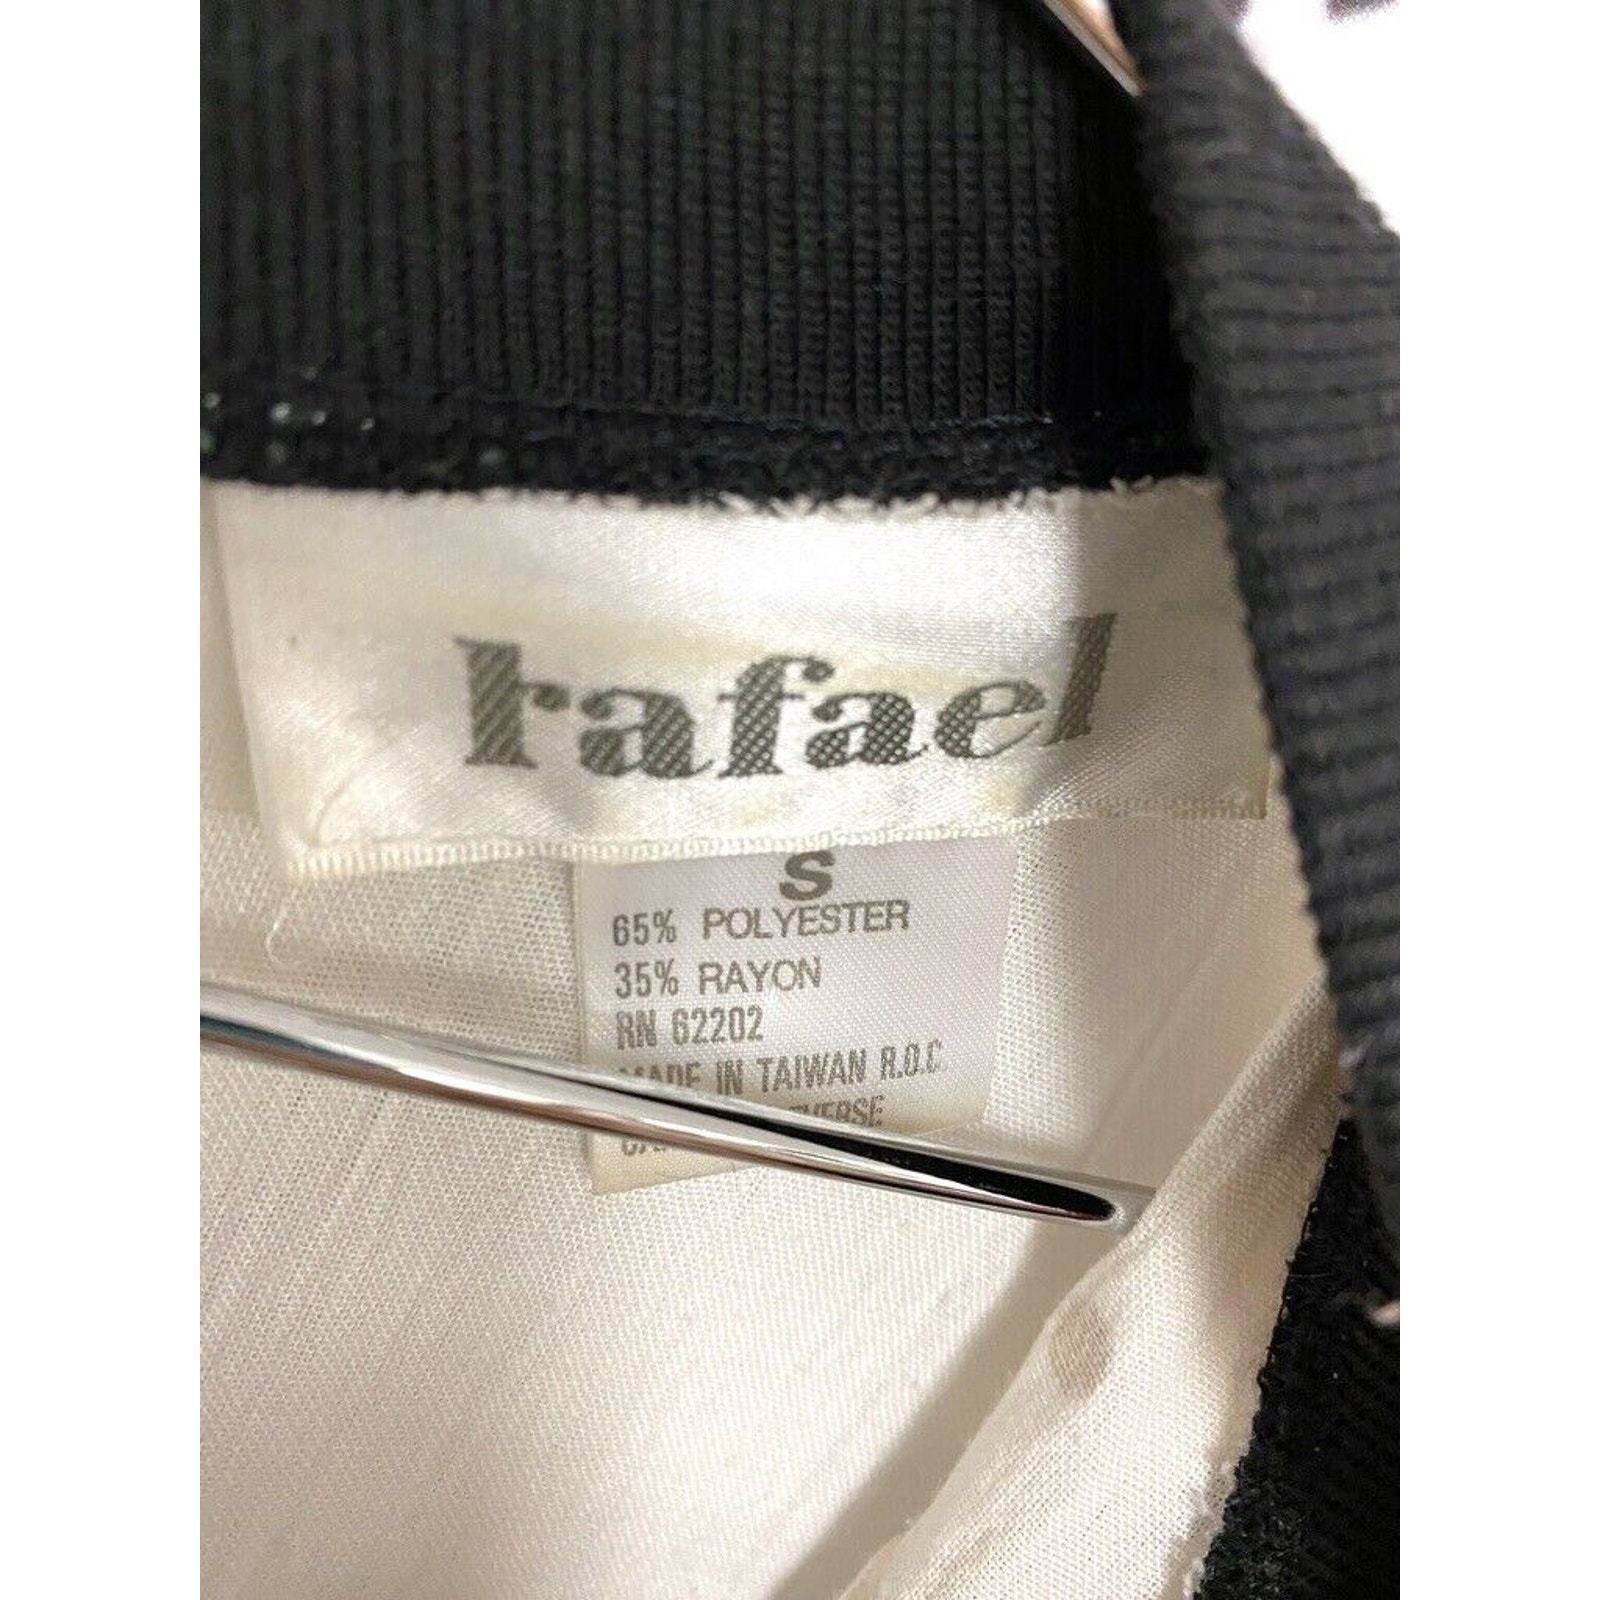 rafael
S
65% POLYESTER
35% RAYON
RN 62202
MADE IN TAIWAN R.O.C